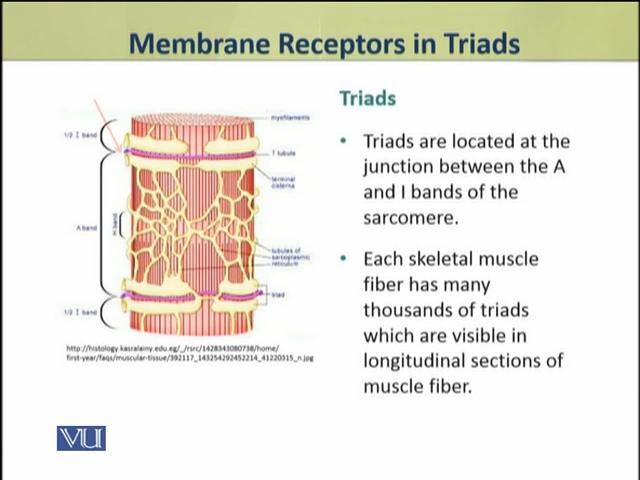 Membrane Receptors in Triads
Triads
• Triads are located at the
junction between the A
and I bands of the
sarcomere.
• Each skeletal muscle
fiber has many
thousands of triads
which are visible in
longitudinal sections of
muscle fiber.
myofilaments
1/2 I band
T tubule
terminal
cisterna
A band
H band
tubules of
sarcoplasmic
reticulum
triad
1/2 I band
http://histology.kasralainy.edu.eg/_/rsrc/1428343080738/home/
first-year/faqs/muscular-tissue/392117_143254292452214_41220315_n.jpg
VU